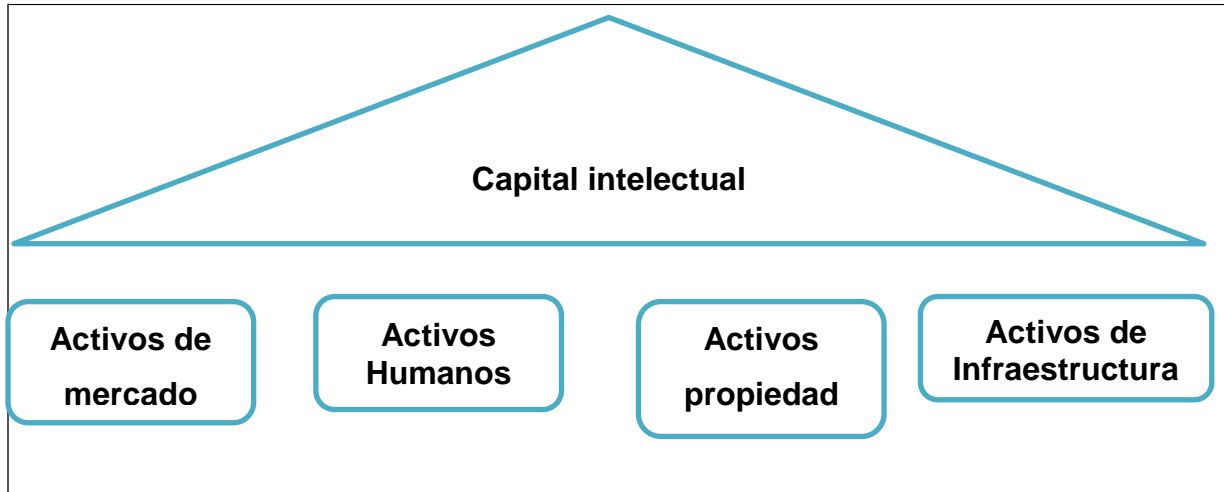 Capital intelectual
Activos de
mercado
Activos
Humanos
Activos
propiedad
Activos de
Infraestructura